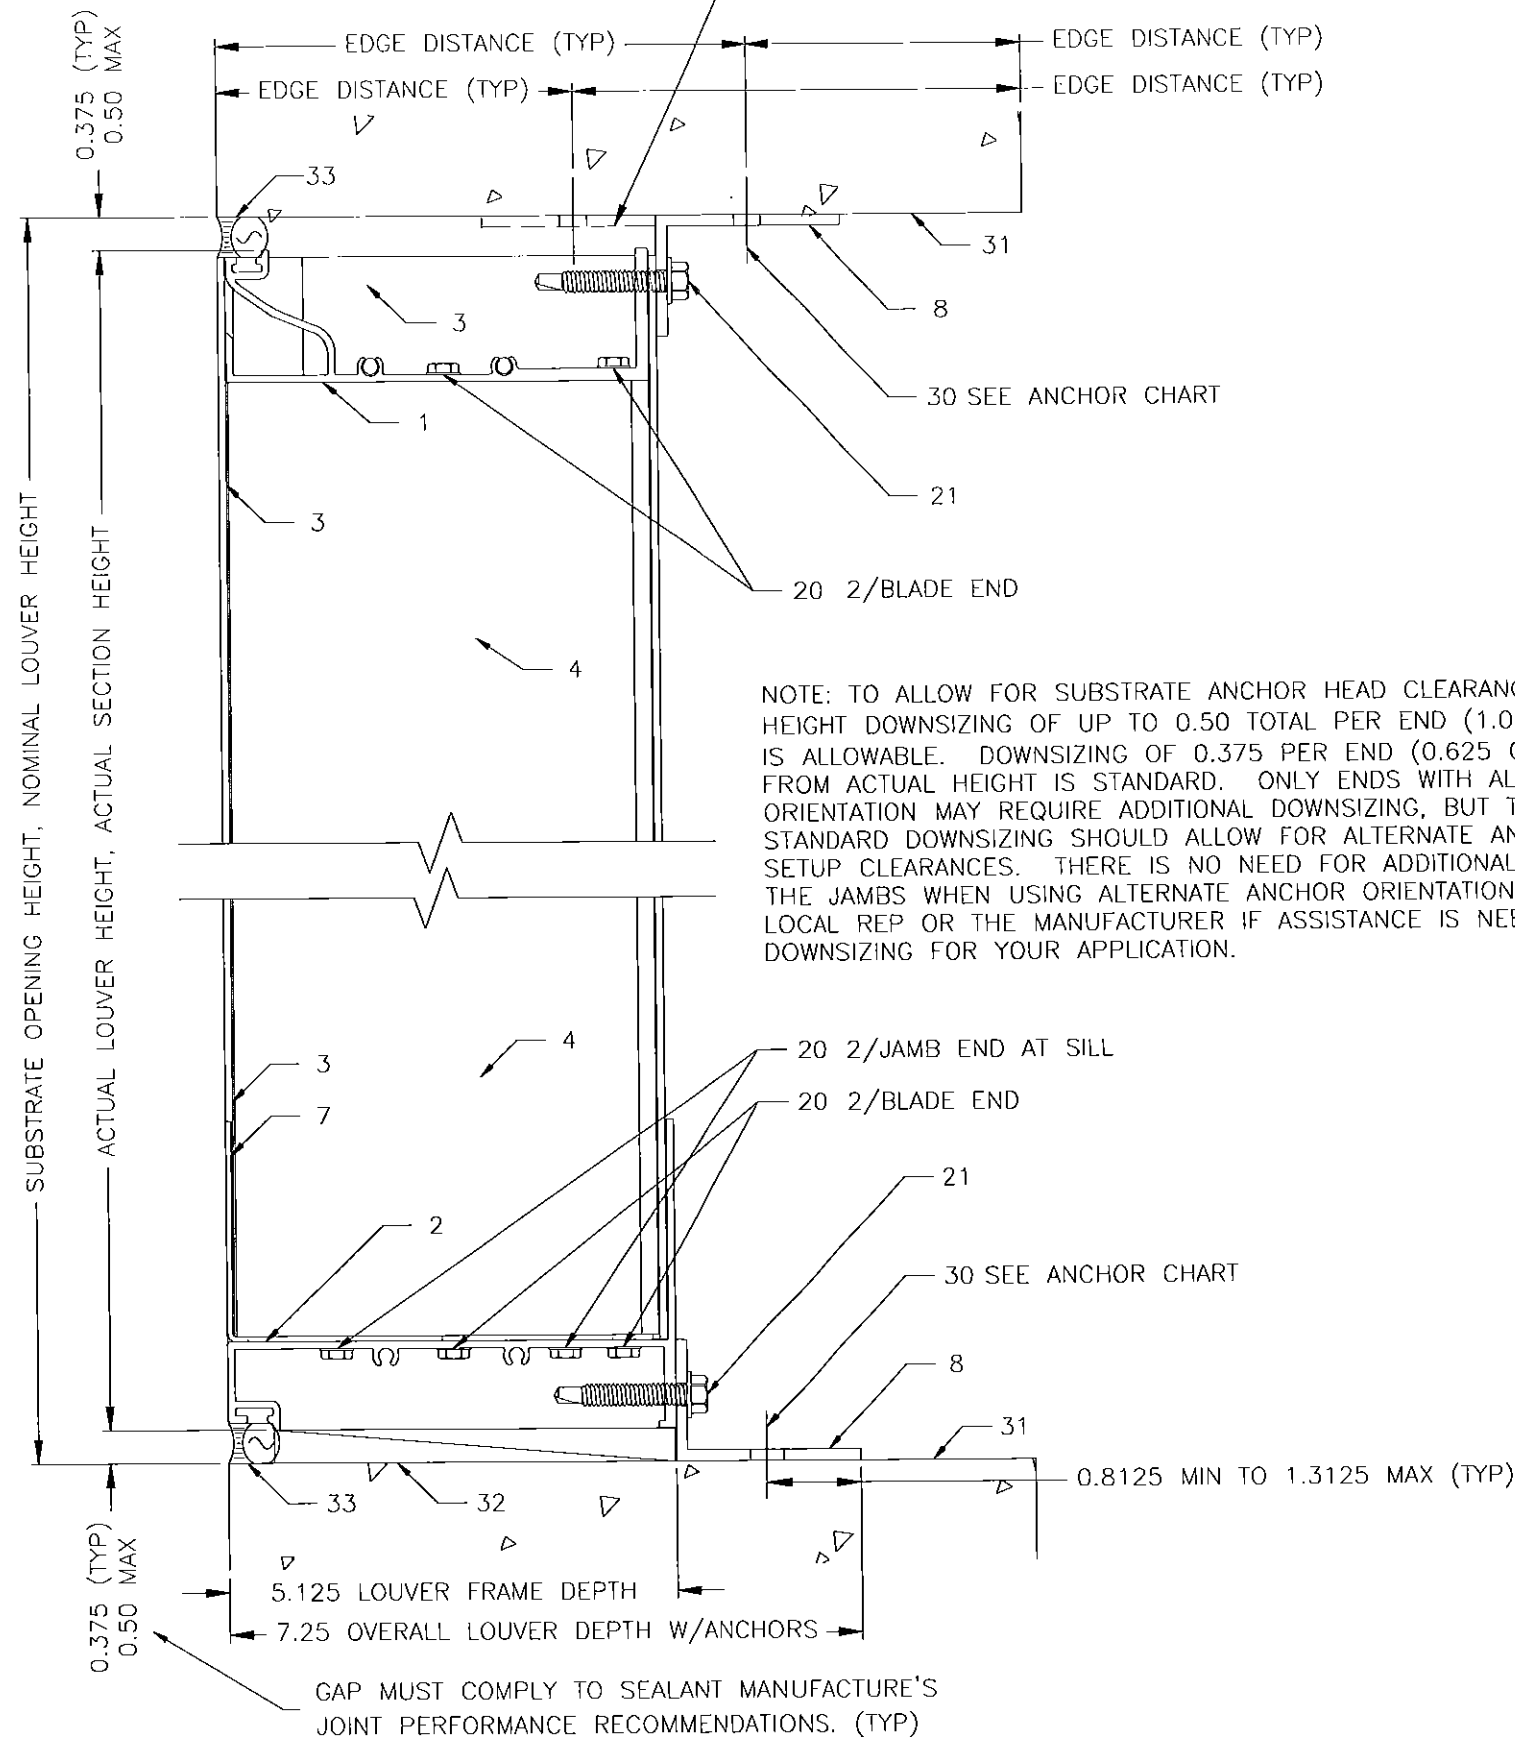 0.375 (TYP)
0.50 MAX
EDGE DISTANCE (TYP)
EDGE DISTANCE (TYP)
EDGE DISTANCE (TYP)
EDGE DISTANCE (TYP)
33
31
3
8
30 SEE ANCHOR CHART
1
21
3
20 2/BLADE END
4
SUBSTRATE OPENING HEIGHT, NOMINAL LOUVER HEIGHT
ACTUAL LOUVER HEIGHT, ACTUAL SECTION HEIGHT
NOTE: TO ALLOW FOR SUBSTRATE ANCHOR HEAD
HEIGHT DOWNSIZING OF UP TO 0.50 TOTAL PER END
IS ALLOWABLE. DOWNSIZING OF 0.375 PER END (0.625
FROM ACTUAL HEIGHT IS STANDARD. ONLY ENDS WITH
ORIENTATION MAY REQUIRE ADDITIONAL DOWNSIZING, BUT
STANDARD DOWNSIZING SHOULD ALLOW FOR ALTERNATE
SETUP CLEARANCES. THERE IS NO NEED FOR ADDITIONAL
THE JAMBS WHEN USING ALTERNATE ANCHOR ORIENTATION
LOCAL REP OR THE MANUFACTURER IF ASSISTANCE IS
DOWNSIZING FOR YOUR APPLICATION.
4
20 2/JAMB END AT SILL
3
20 2/BLADE END
7
21
2
30 SEE ANCHOR CHART
8
31
0.8125 MIN TO 1.3125 MAX (TYP)
33
32
0.375 (TYP)
0.50 MAX
5.125 LOUVER FRAME DEPTH
7.25 OVERALL LOUVER DEPTH W/ANCHORS
GAP MUST COMPLY TO SEALANT MANUFACTURE'S
JOINT PERFORMANCE RECOMMENDATIONS. (TYP)